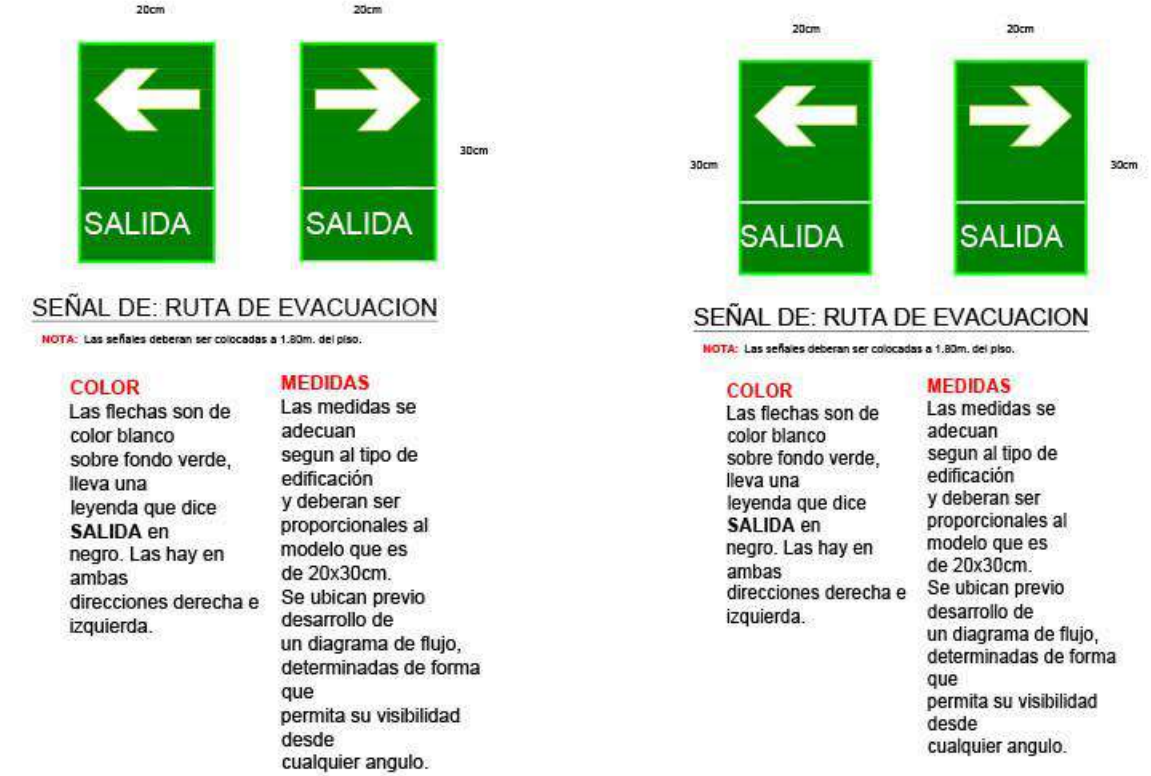 20cm
20cm
30cm
SALIDA
SALIDA
SEÑAL DE: RUTA DE EVACUACION
NOTA: Las señales deberan ser colocadas a 1.80m. del piso.
COLOR
Las flechas son de
color blanco
sobre fondo verde,
lleva una
leyenda que dice
SALIDA en
negro. Las hay en
ambas
direcciones derecha e
izquierda.
MEDIDAS
Las medidas se
adecuan
segun al tipo de
edificación
y deberan ser
proporcionales al
modelo que es
de 20x30cm.
Se ubican previo
desarrollo de
un diagrama de flujo,
determinadas de forma
que
permita su visibilidad
desde
cualquier angulo.
20cm
20cm
30cm
30cm
SALIDA
SALIDA
SEÑAL DE: RUTA DE EVACUACION
NOTA: Las señales deberan ser colocadas a 1.80m. del piso.
COLOR
Las flechas son de
color blanco
sobre fondo verde,
lleva una
leyenda que dice
SALIDA en
negro. Las hay en
ambas
direcciones derecha e
izquierda.
MEDIDAS
Las medidas se
adecuan
segun al tipo de
edificación
y deberan ser
proporcionales al
modelo que es
de 20x30cm.
Se ubican previo
desarrollo de
un diagrama de flujo,
determinadas de forma
que
permita su visibilidad
desde
cualquier angulo.